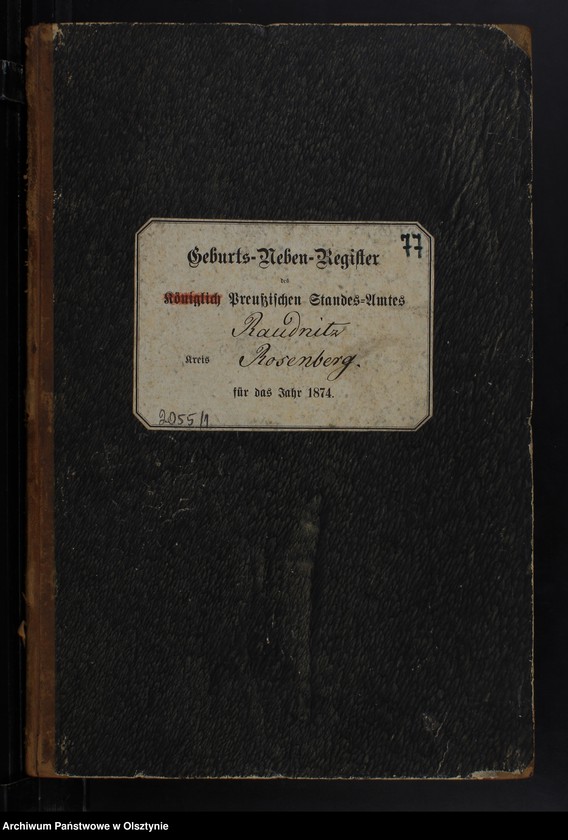 77
Geburts-Neben-Register
des
Königlich Preußischen Standes-Amtes
Raudnitz
Kreis Rosenberg.
für das Jahr 1874.
2055/1
Archiwum Państwowe w Olsztynie